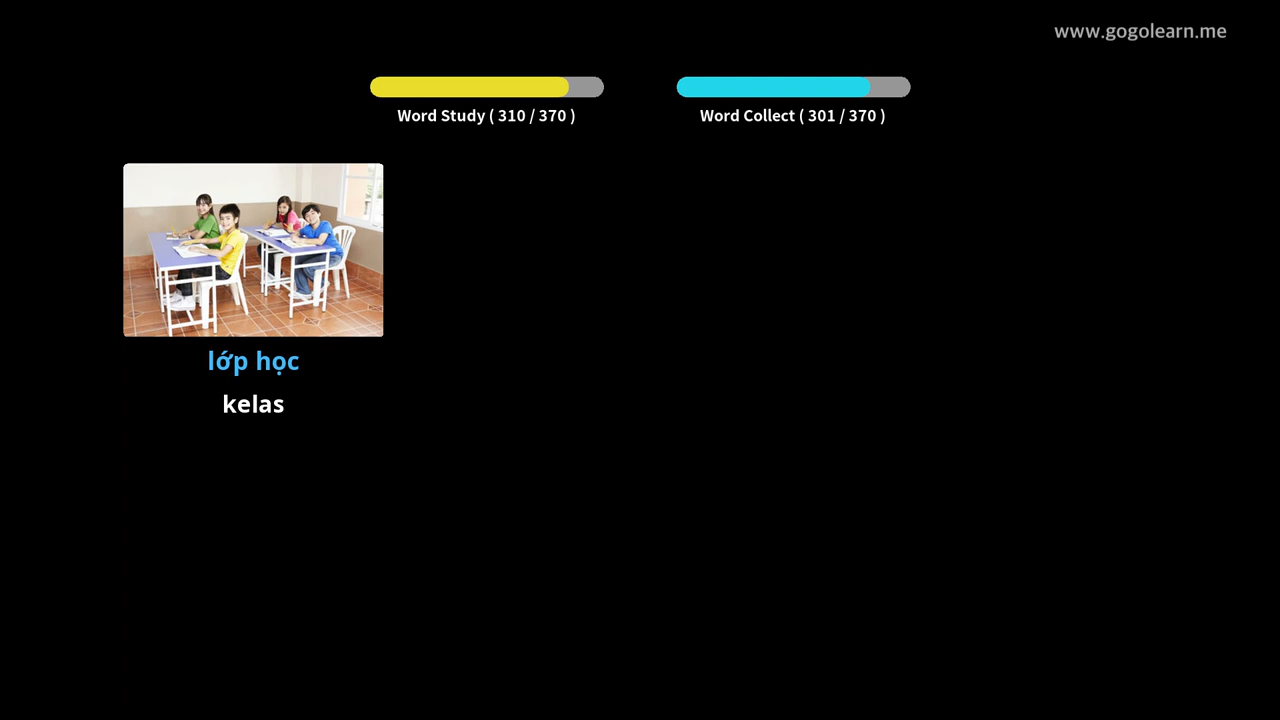 www.gogolearn.me
Word Study ( 310 / 370 )
Word Collect ( 301 / 370 )
lớp học
kelas